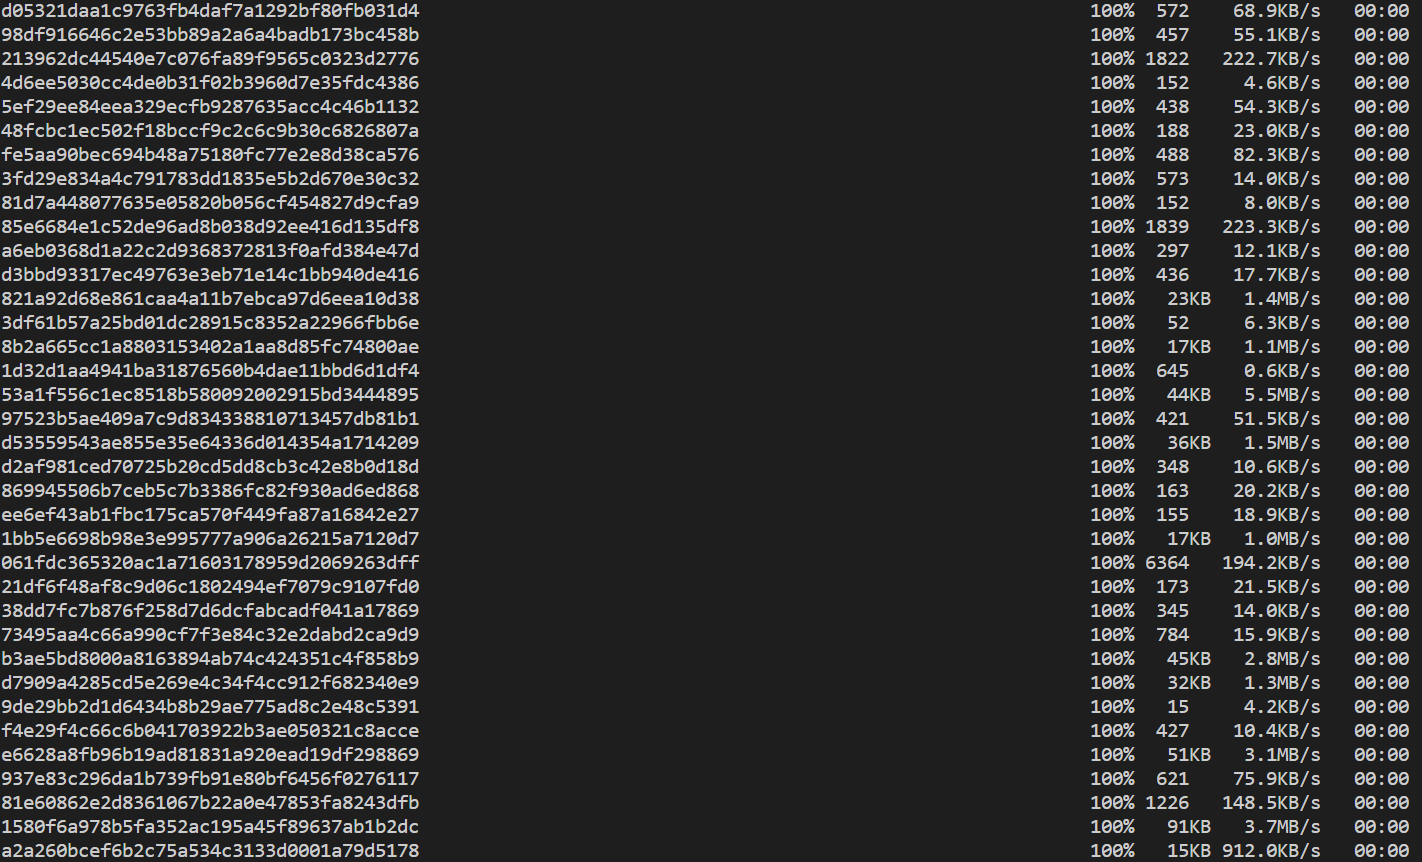 d05321daa1c9763fb4daf7a1292bf80fb031d4 100% 572 68.9KB/s 00:00
98df916646c2e53bb89a2a6a4badb173bc458b 100% 457 55.1KB/s 00:00
213962dc44540e7c076fa89f9565c0323d2776 100% 1822 222.7KB/s 00:00
4d6ee5030cc4de0b31f02b3960d7e35fdc4386 100% 152 4.6KB/s 00:00
5ef29ee84eea329ecfb9287635acc4c46b1132 100% 438 54.3KB/s 00:00
48fcbc1ec502f18bccf9c2c6c9b30c6826807a 100% 188 23.0KB/s 00:00
fe5aa90bec694b48a75180fc77e2e8d38ca576 100% 488 82.3KB/s 00:00
3fd29e834a4c791783dd1835e5b2d670e30c32 100% 573 14.0KB/s 00:00
81d7a448077635e05820b056cf454827d9cfa9 100% 152 8.0KB/s 00:00
85e6684e1c52de96ad8b038d92ee416d135df8 100% 1839 223.3KB/s 00:00
a6eb0368d1a22c2d9368372813f0afd384e47d 100% 297 12.1KB/s 00:00
d3bbd93317ec49763e3eb71e14c1bb940de416 100% 436 17.7KB/s 00:00
821a92d68e861caa4a11b7ebca97d6eea10d38 100% 23KB 1.4MB/s 00:00
3df61b57a25bd01dc28915c8352a22966fbb6e 100% 52 6.3KB/s 00:00
8b2a665cc1a8803153402a1aa8d85fc74800ae 100% 17KB 1.1MB/s 00:00
1d32d1aa4941ba31876560b4dae11bbd6d1df4 100% 645 0.6KB/s 00:00
53a1f556c1ec8518b580092002915bd3444895 100% 44KB 5.5MB/s 00:00
97523b5ae409a7c9d834338810713457db81b1 100% 421 51.5KB/s 00:00
d53559543ae855e35e64336d014354a1714209 100% 36KB 1.5MB/s 00:00
d2af981ced70725b20cd5dd8cb3c42e8b0d18d 100% 348 10.6KB/s 00:00
869945506b7ceb5c7b3386fc82f930ad6ed868 100% 163 20.2KB/s 00:00
ee6ef43ab1fbc175ca570f449fa87a16842e27 100% 155 18.9KB/s 00:00
1bb5e6698b98e3e995777a906a26215a7120d7 100% 17KB 1.0MB/s 00:00
061fdc365320ac1a71603178959d2069263dff 100% 6364 194.2KB/s 00:00
21df6f48af8c9d06c1802494ef7079c9107fd0 100% 173 21.5KB/s 00:00
38dd7fc7b876f258d7d6dcfabcadf041a17869 100% 345 14.0KB/s 00:00
73495aa4c66a990cf7f3e84c32e2dabd2ca9d9 100% 784 15.9KB/s 00:00
b3ae5bd8000a8163894ab74c424351c4f858b9 100% 45KB 2.8MB/s 00:00
d7909a4285cd5e269e4c34f4cc912f682340e9 100% 32KB 1.3MB/s 00:00
9de29bb2d1d6434b8b29ae775ad8c2e48c5391 100% 15 4.2KB/s 00:00
f4e29f4c66c6b041703922b3ae050321c8acce 100% 427 10.4KB/s 00:00
e6628a8fb96b19ad81831a920ead19df298869 100% 51KB 3.1MB/s 00:00
937e83c296da1b739fb91e80bf6456f0276117 100% 621 75.9KB/s 00:00
81e60862e2d8361067b22a0e47853fa8243dfb 100% 1226 148.5KB/s 00:00
1580f6a978b5fa352ac195a45f89637ab1b2dc 100% 91KB 3.7MB/s 00:00
a2a260bcef6b2c75a534c3133d0001a79d5178 100% 15KB 912.0KB/s 00:00